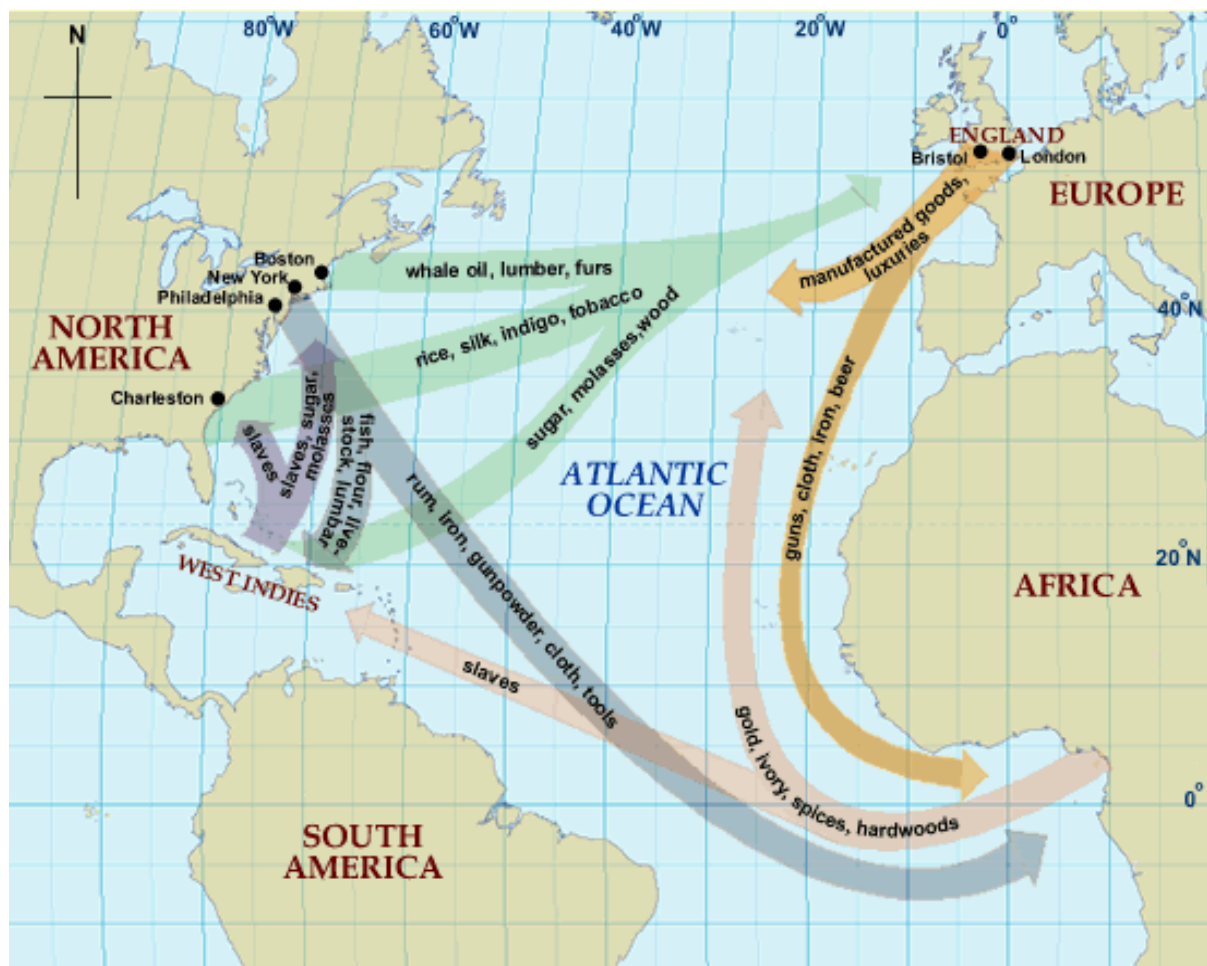 N
80°W
60°W
40°W
20°W
0°
ENGLAND
Bristol
London
EUROPE
manufactured goods,
luxuries
Boston
New York
Philadelphia
whale oil, lumber, furs
40°N
rice, silk, indigo, tobacco
sugar, molasses,wood
NORTH
AMERICA
Charleston
slaves
slaves, sugar,
molasses
fish, flour, live-
stock, lumbar
guns, cloth, iron, beer
ATLANTIC
OCEAN
rum, iron, gunpowder, cloth, tools
20°N
WEST INDIES
AFRICA
slaves
gold, ivory, spices, hardwoods
0°
SOUTH
AMERICA